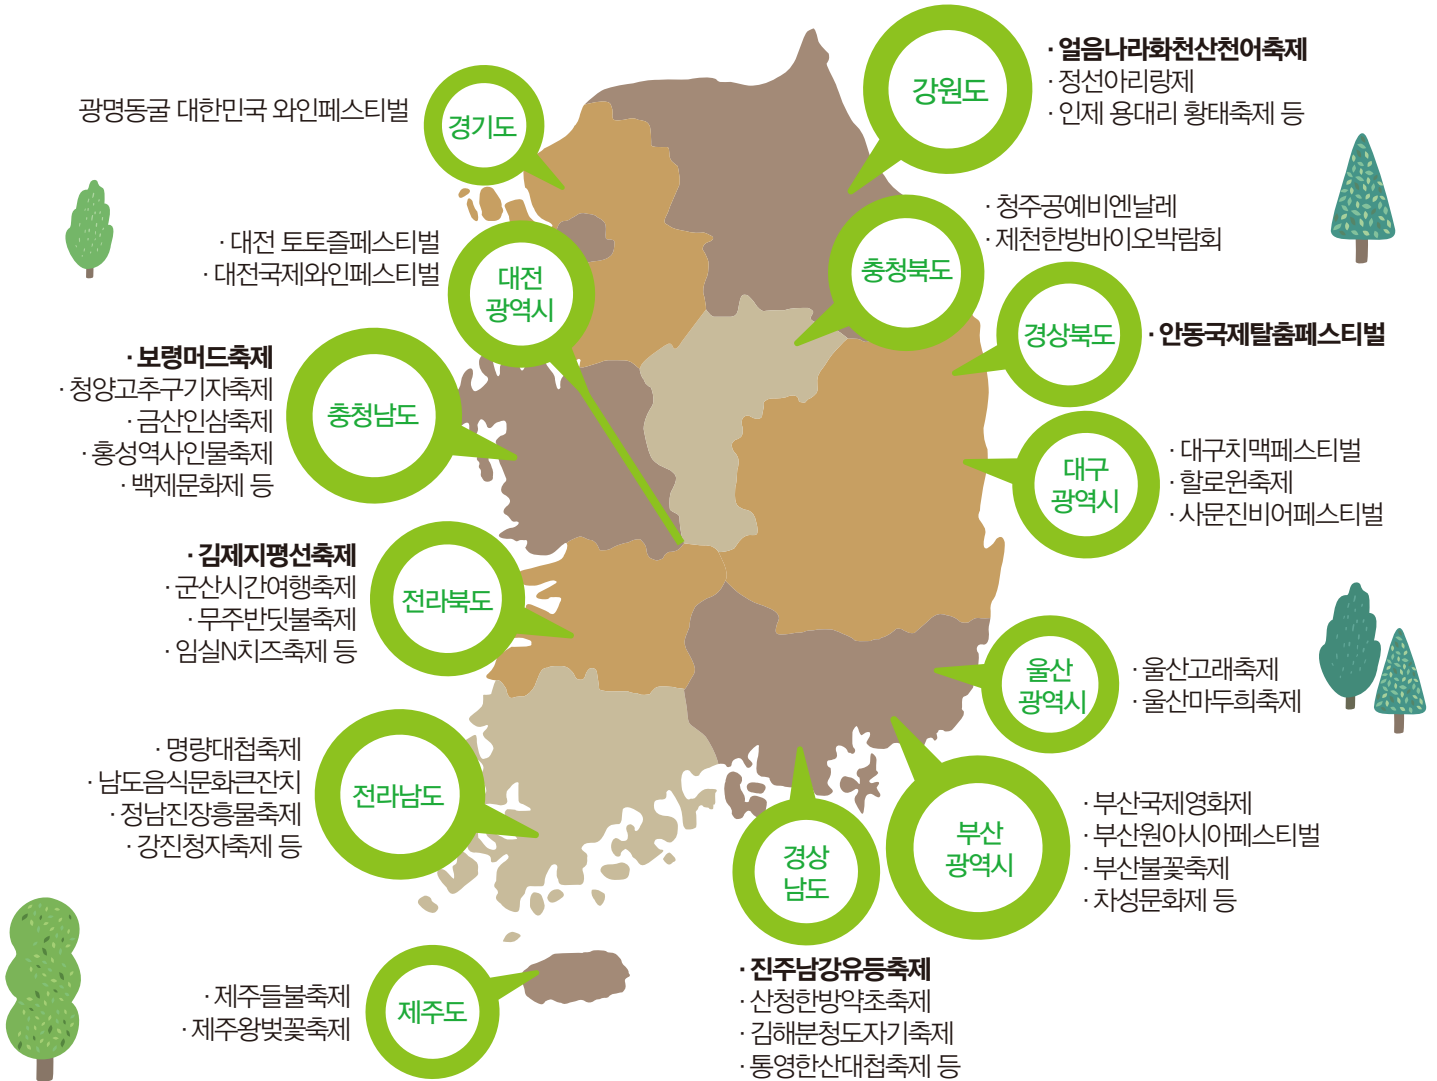 경기도
광명동굴 대한민국 와인페스티벌
강원도
· 얼음나라화천산천어축제
· 정선아리랑제
· 인제 용대리 황태축제 등
대전
광역시
· 대전 토토즐페스티벌
· 대전국제와인페스티벌
충청북도
· 청주공예비엔날레
· 제천한방바이오박람회
경상북도
· 안동국제탈춤페스티벌
충청남도
· 보령머드축제
· 청양고추구기자축제
· 금산인삼축제
· 홍성역사인물축제
· 백제문화제 등
대구
광역시
· 대구치맥페스티벌
· 할로윈축제
· 사문진비어페스티벌
전라북도
· 김제지평선축제
· 군산시간여행축제
· 무주반딧불축제
· 임실N치즈축제 등
울산
광역시
· 울산고래축제
· 울산마두희축제
전라남도
· 명량대첩축제
· 남도음식문화큰잔치
· 정남진장흥물축제
· 강진청자축제 등
부산
광역시
· 부산국제영화제
· 부산원아시아페스티벌
· 부산불꽃축제
· 차성문화제 등
경상
남도
· 진주남강유등축제
· 산청한방약초축제
· 김해분청도자기축제
· 통영한산대첩축제 등
제주도
· 제주들불축제
· 제주왕벚꽃축제